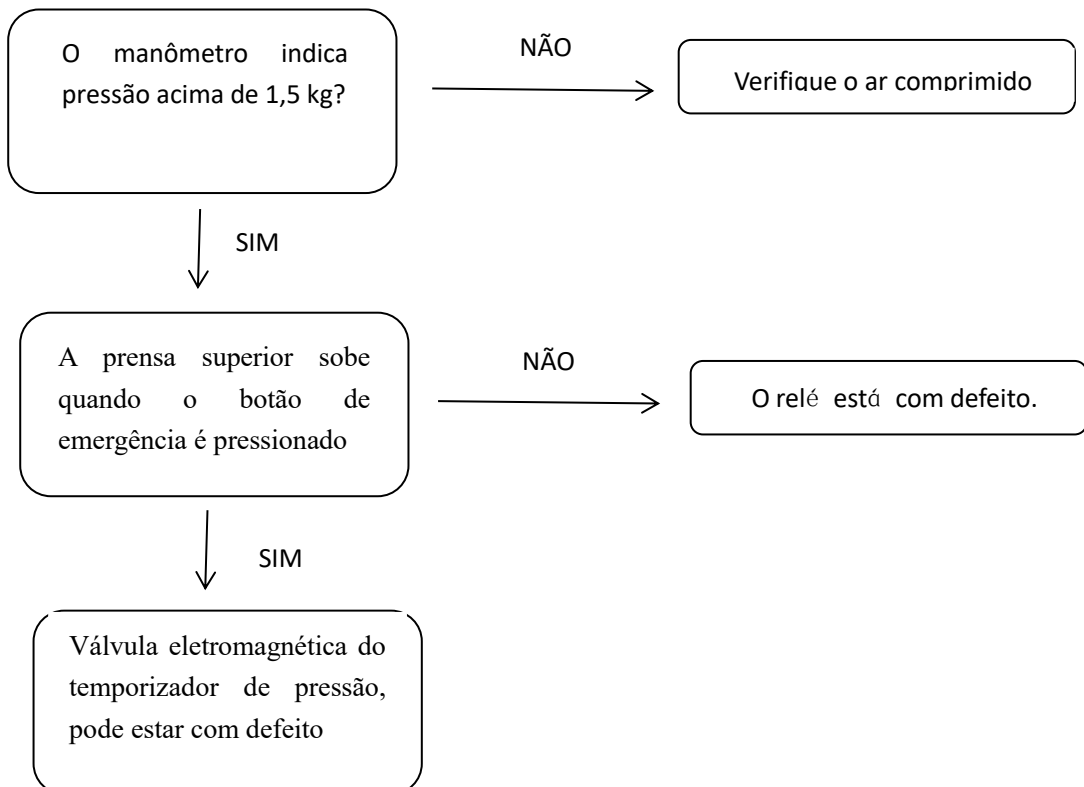 O manômetro indica
pressão acima de 1,5 kg?
NÃO
Verifique o ar comprimido
SIM
A prensa superior sobe
quando o botão de
emergência é pressionado
NÃO
O relé está com defeito.
SIM
Válvula eletromagnética do
temporizador de pressão,
pode estar com defeito